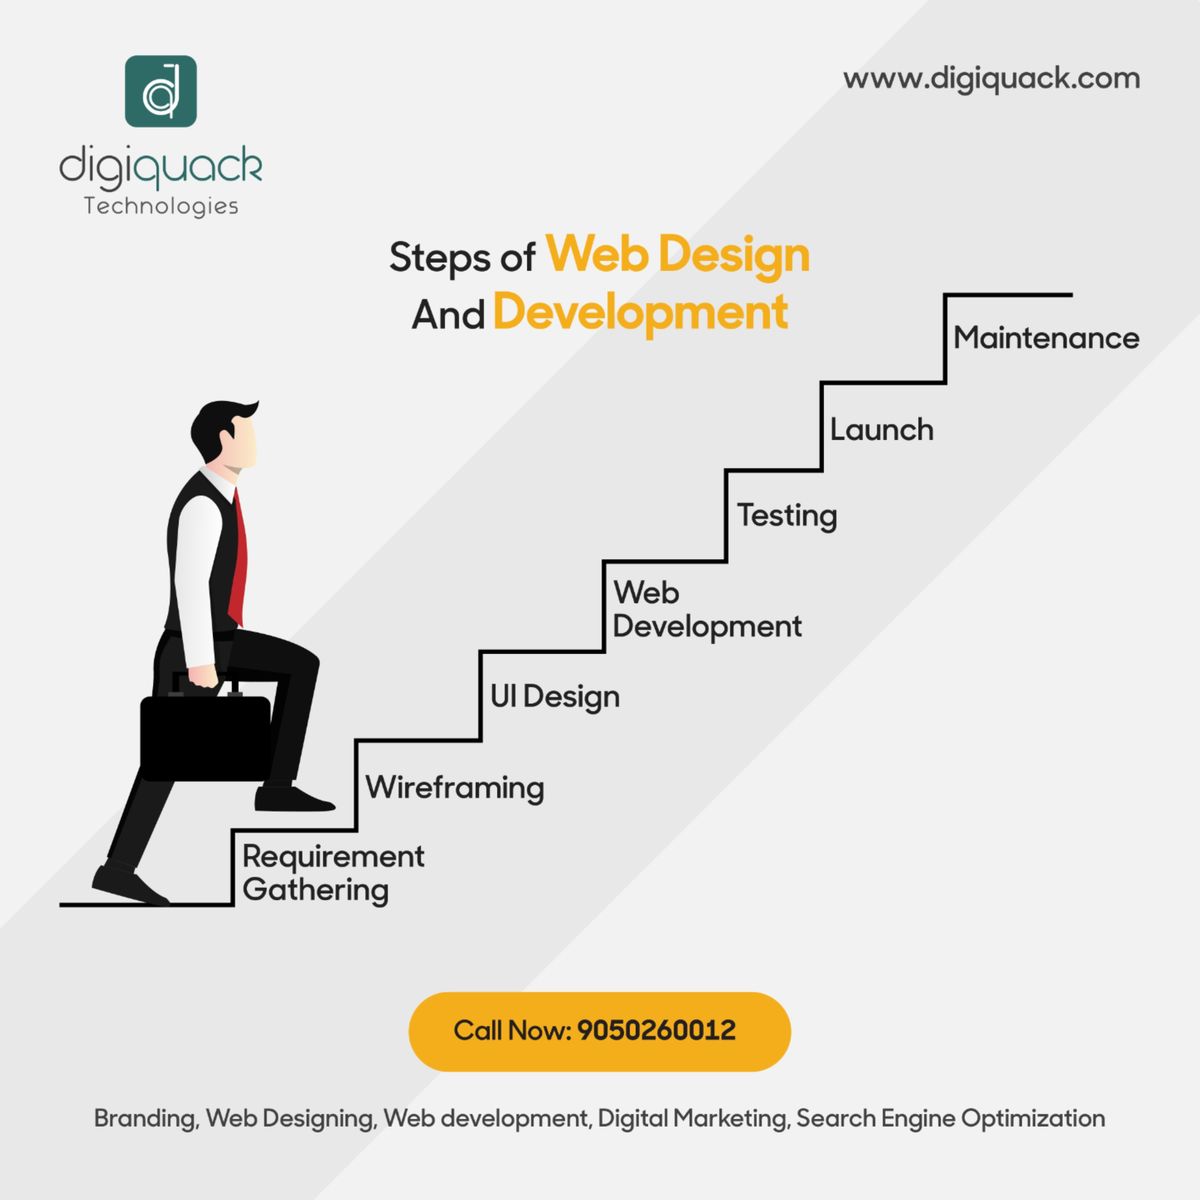 digiquack
Technologies
www.digiquack.com
Steps of Web Design
And Development
Maintenance
Launch
Testing
Web
Development
UI Design
Wireframing
Requirement
Gathering
Call Now: 9050260012
Branding, Web Designing, Web development, Digital Marketing, Search Engine Optimization